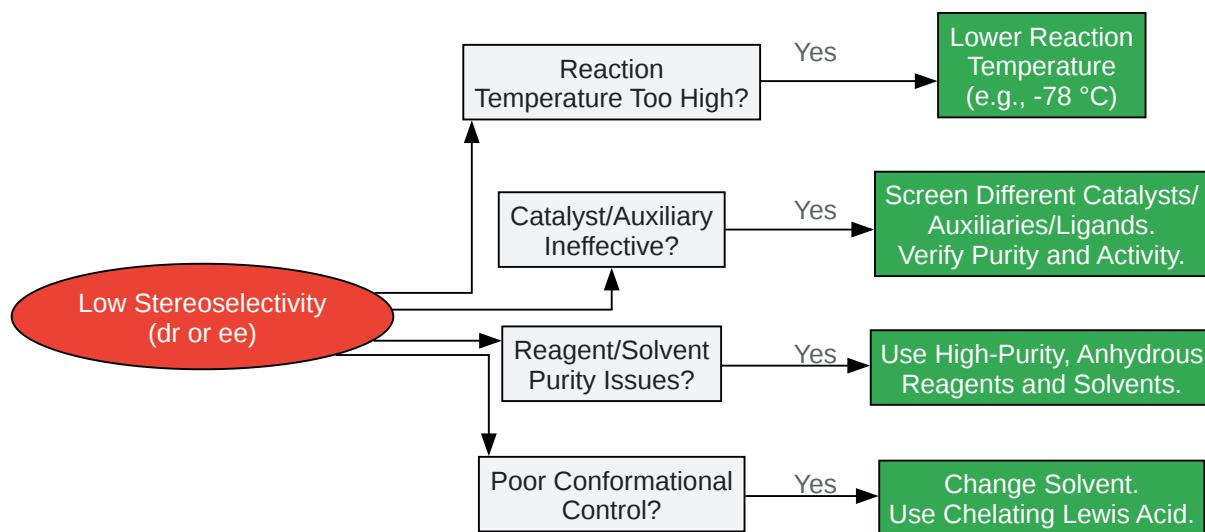 Reaction
Temperature Too High?
Yes
Lower Reaction
Temperature
(e.g., -78 °C)
Catalyst/Auxiliary
Ineffective?
Yes
Screen Different Catalysts/
Auxiliaries/Ligands.
Verify Purity and Activity.
Low Stereoselectivity
(dr or ee)
Reagent/Solvent
Purity Issues?
Yes
Use High-Purity, Anhydrous
Reagents and Solvents.
Poor Conformational
Control?
Yes
Change Solvent.
Use Chelating Lewis Acid.